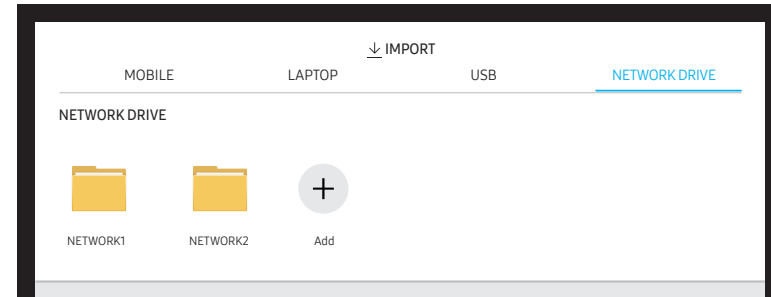 IMPORT
MOBILE LAPTOP USB NETWORK DRIVE
NETWORK DRIVE
NETWORK1 NETWORK2 Add